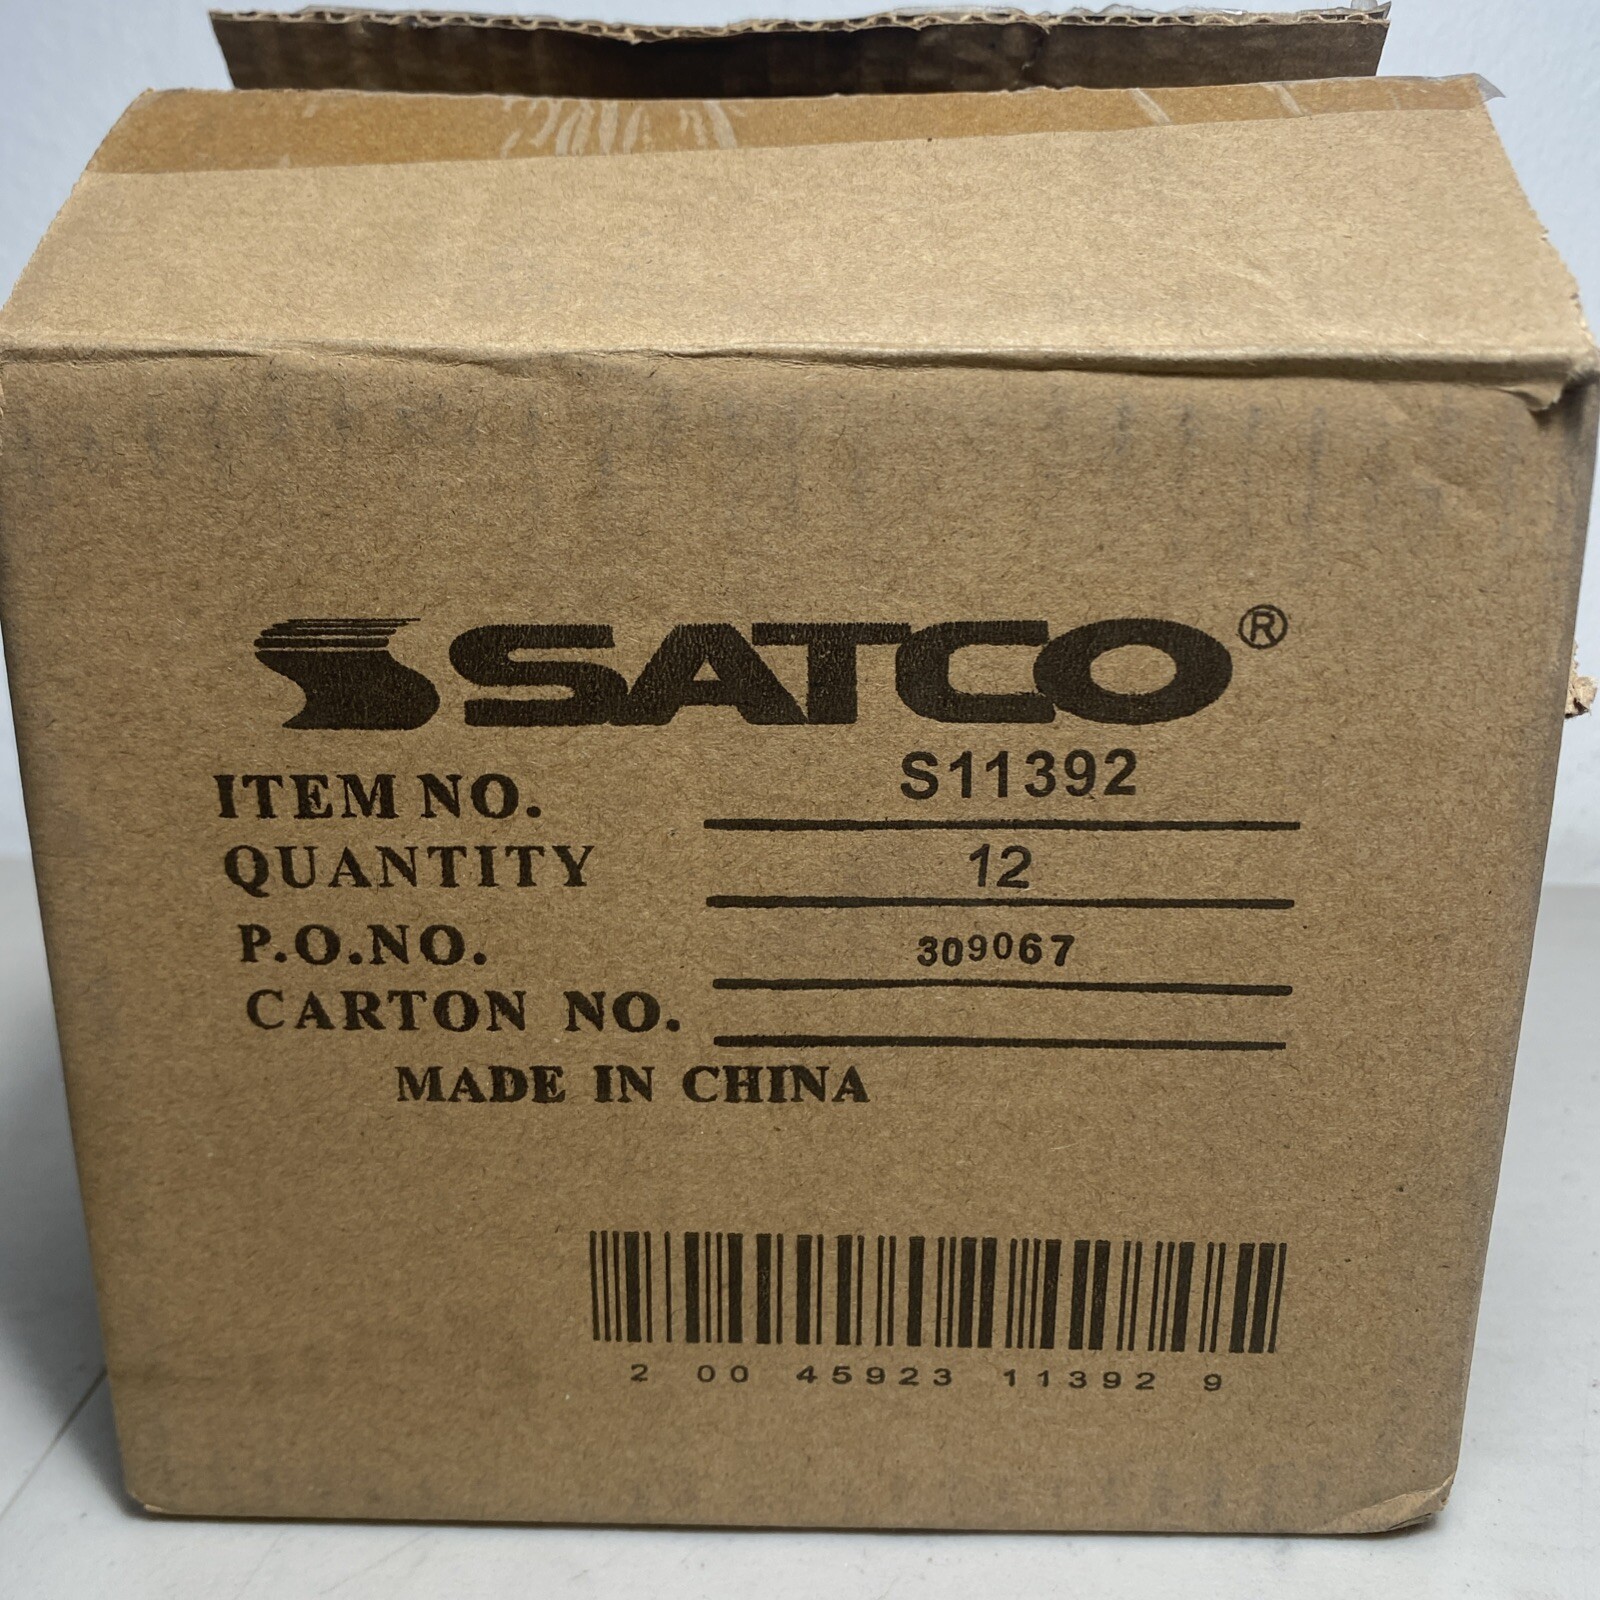 SATCO®
ITEM NO. S11392
QUANTITY 12
P.O.NO. 309067
CARTON NO.
MADE IN CHINA
2 00 45923 11392 9